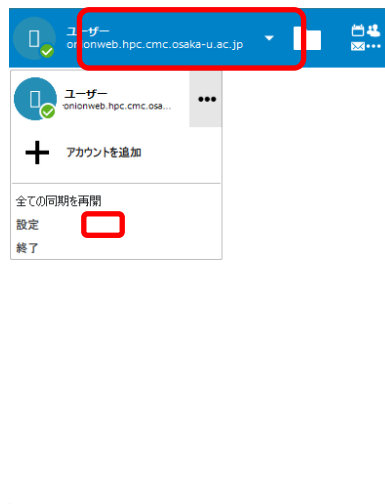 ユーザー
onionweb.hpc.cmc.osaka-u.ac.jp
ユーザー
onionweb.hpc.cmc.osa...
アカウントを追加
全ての同期を再開
設定
終了